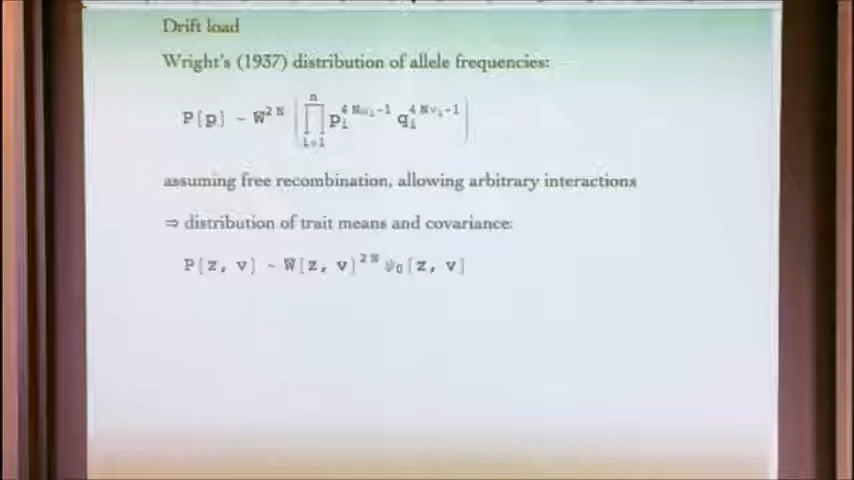 Drift load
Wright's (1937) distribution of allele frequencies:
P[p] ~ W^{2N} (∏_{i=1}^{n} p_i^{4Nμ_i-1} q_i^{4Nν_i-1})
assuming free recombination, allowing arbitrary interactions
⇒ distribution of trait means and covariance:
P[z, v] ~ W[z, v]^{2N} ψ_0[z, v]